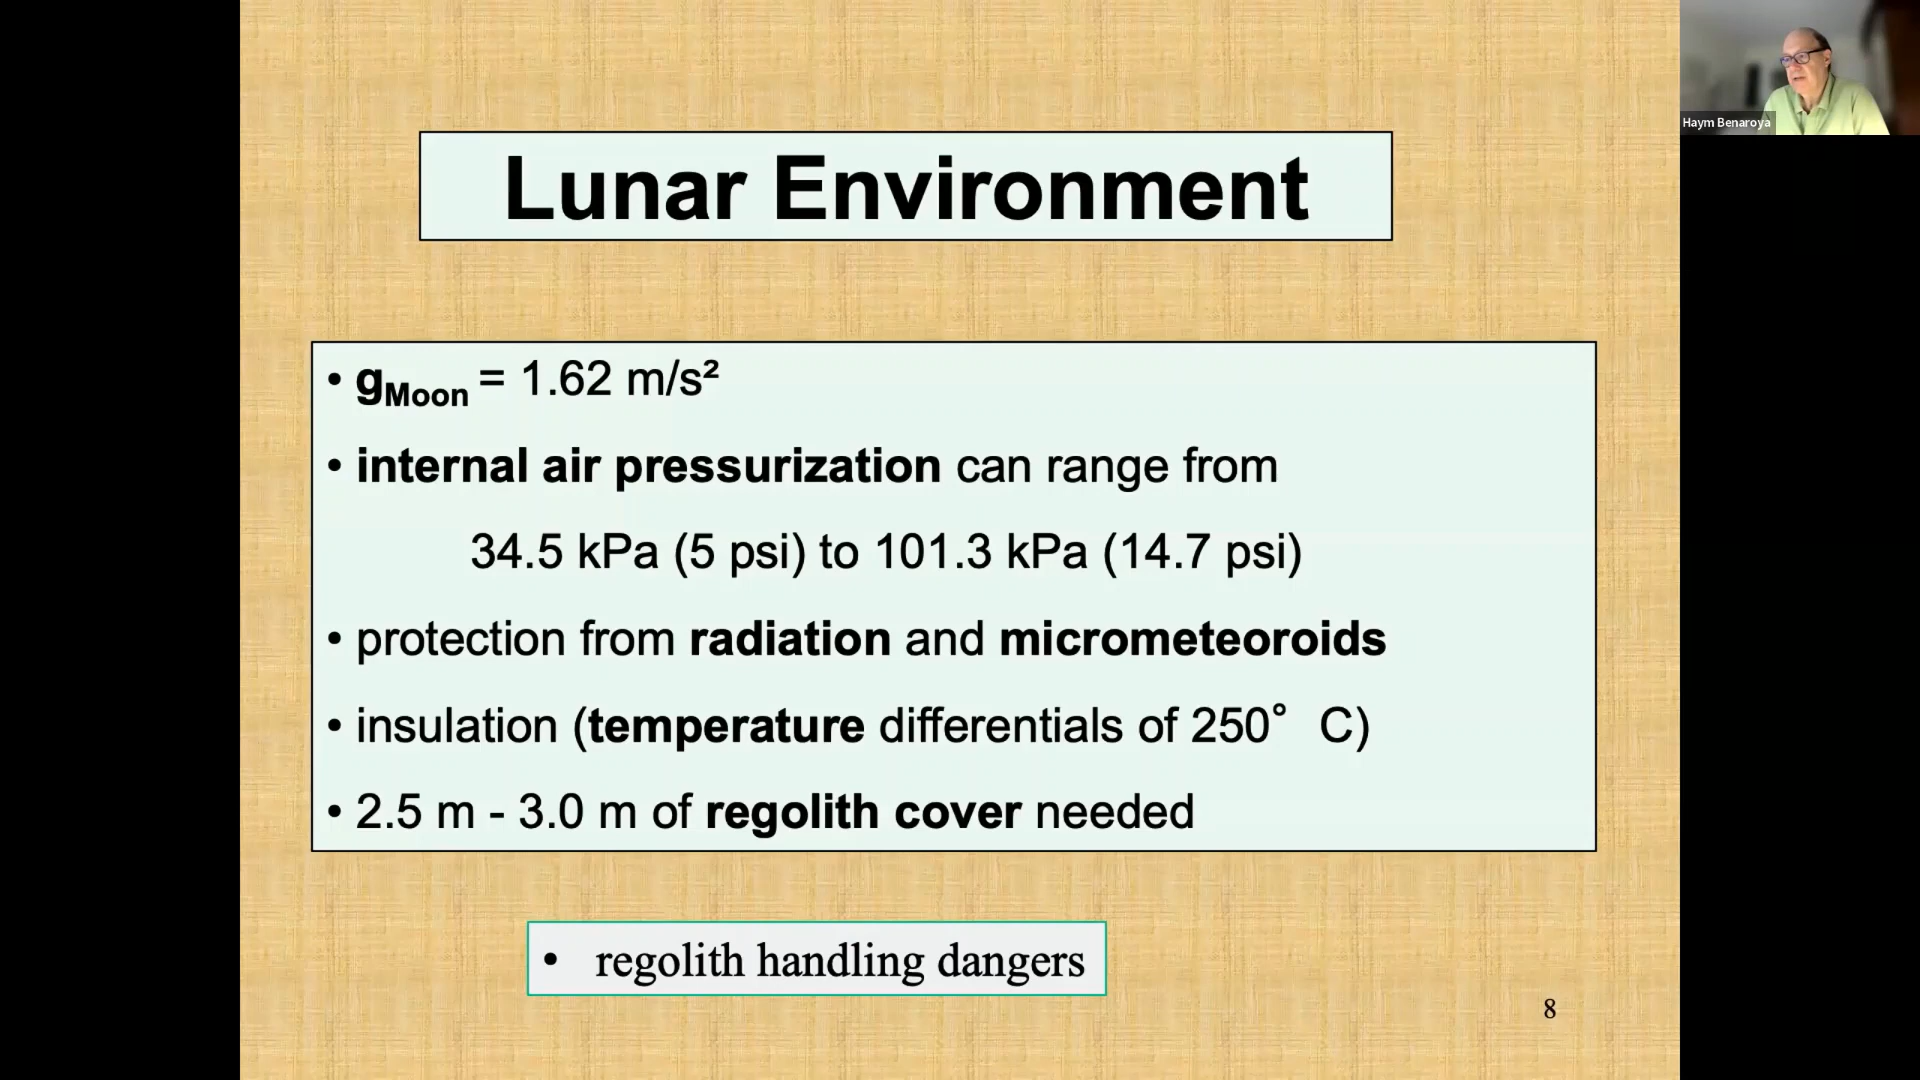 Haym Benaroya
Lunar Environment
• gMoon = 1.62 m/s²
• internal air pressurization can range from
34.5 kPa (5 psi) to 101.3 kPa (14.7 psi)
• protection from radiation and micrometeoroids
• insulation (temperature differentials of 250° C)
• 2.5 m - 3.0 m of regolith cover needed
• regolith handling dangers
8